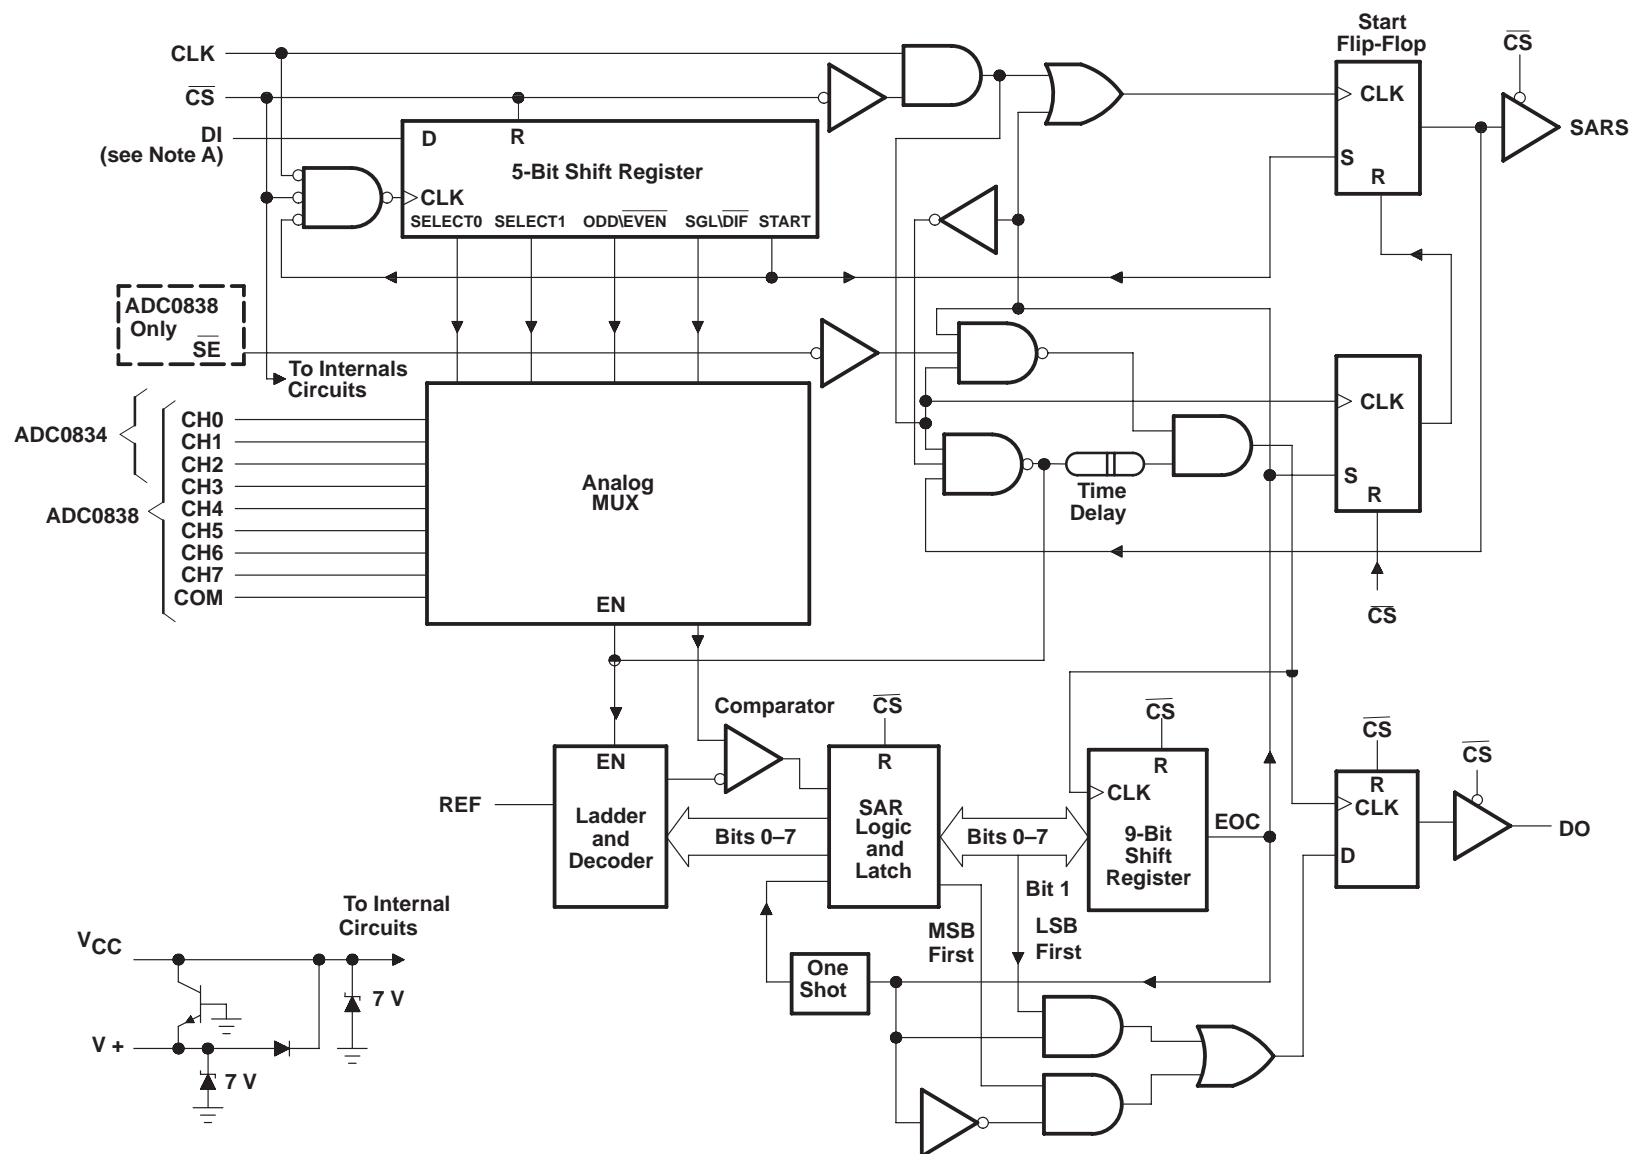 Start
Flip-Flop
CLK
CS
CS
CLK
DI
(see Note A)
D
R
5-Bit Shift Register
CLK
SELECT0 SELECT1 ODD\EVEN SGL\DIF START
SARS
S
R
ADC0838
Only
SE
To Internals
Circuits
ADC0834
ADC0838
CH0
CH1
CH2
CH3
CH4
CH5
CH6
CH7
COM
Analog
MUX
EN
CLK
S
R
CS
Time
Delay
Comparator
CS
CS
CS
CS
REF
EN
Ladder
and
Decoder
Bits 0–7
R
SAR
Logic
and
Latch
Bits 0–7
R
CLK
9-Bit
Shift
Register
EOC
R
CLK
D
DO
Bit 1
MSB
First
LSB
First
One
Shot
To Internal
Circuits
VCC
7 V
V +
7 V